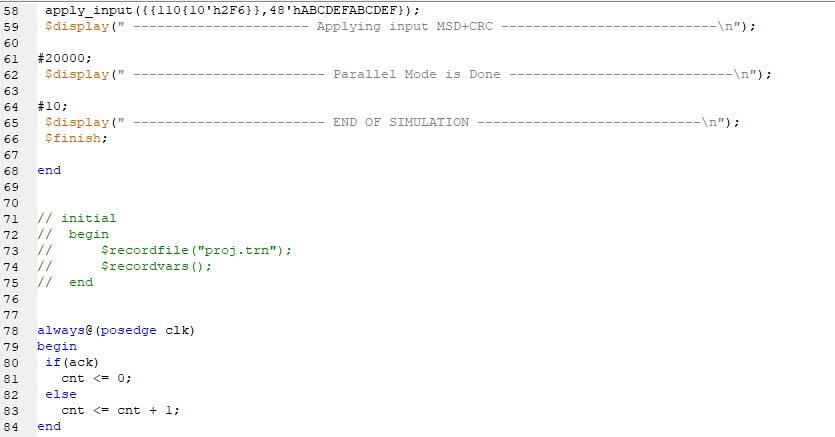 58 apply_input({{110{10'h2F6}},48'hABCDEFABCDEF});
59 $display(" ------------------------ Applying input MSD+CRC ----------------------------\n");
60
61 #20000;
62 $display(" ------------------------ Parallel Mode is Done ----------------------------\n");
63
64 #10;
65 $display(" ------------------------ END OF SIMULATION ----------------------------\n");
66 $finish;
67
68 end
69
70
71 // initial
72 // begin
73 // $recordfile("proj.trn");
74 // $recordvars();
75 // end
76
77
78 always@(posedge clk)
79 begin
80 if(ack)
81 cnt <= 0;
82 else
83 cnt <= cnt + 1;
84 end